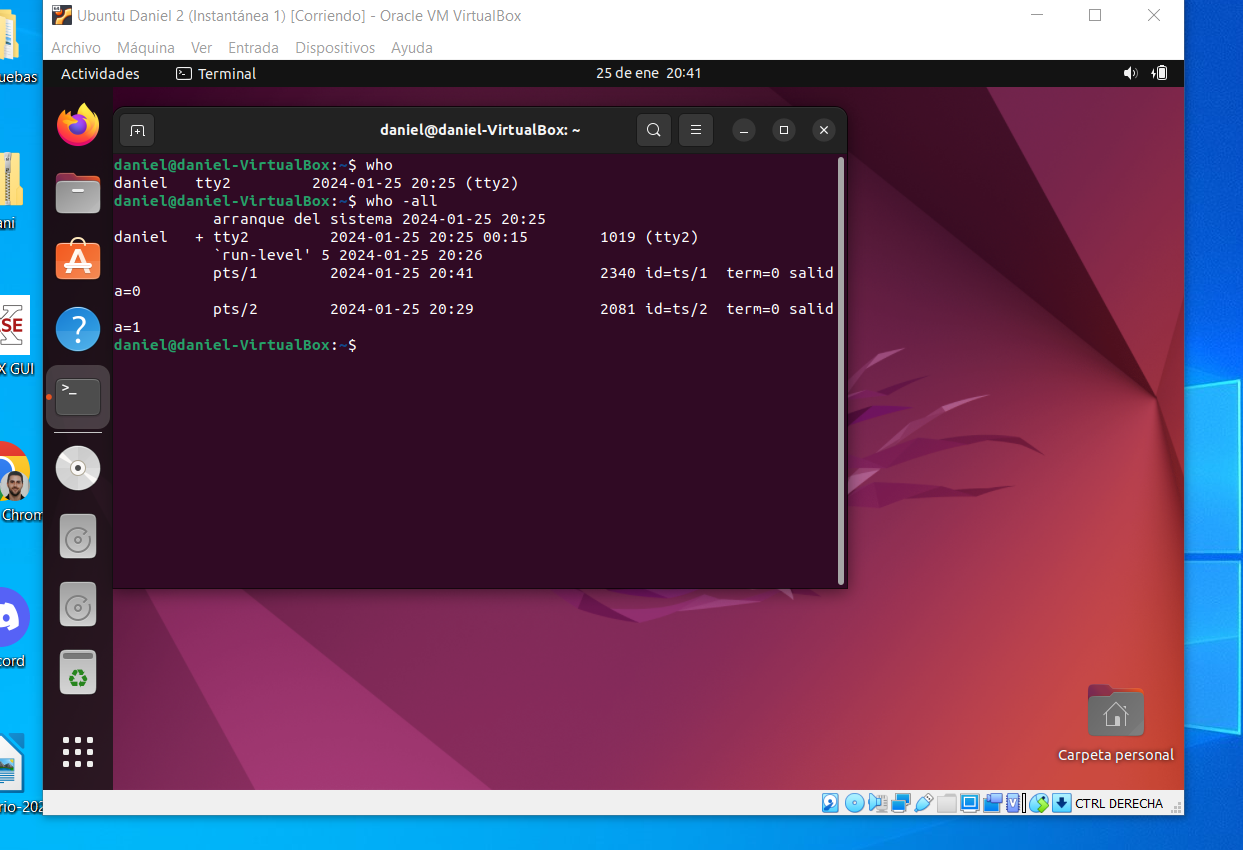 Ubuntu Daniel 2 (Instantánea 1) [Corriendo] - Oracle VM VirtualBox
Archivo Máquina Ver Entrada Dispositivos Ayuda
Actividades Terminal 25 de ene 20:41
daniel@daniel-VirtualBox: ~
daniel@daniel-VirtualBox:~$ who
daniel   tty2         2024-01-25 20:25 (tty2)
daniel@daniel-VirtualBox:~$ who -all
           arranque del sistema 2024-01-25 20:25
daniel   + tty2         2024-01-25 20:25 00:15        1019 (tty2)
           `run-level' 5 2024-01-25 20:26
           pts/1        2024-01-25 20:41              2340 id=ts/1  term=0 salid
a=0
           pts/2        2024-01-25 20:29              2081 id=ts/2  term=0 salid
a=1
daniel@daniel-VirtualBox:~$
uebas
ani
SE
X GUI
Chrom
cord
rio-202
Carpeta personal
CTRL DERECHA